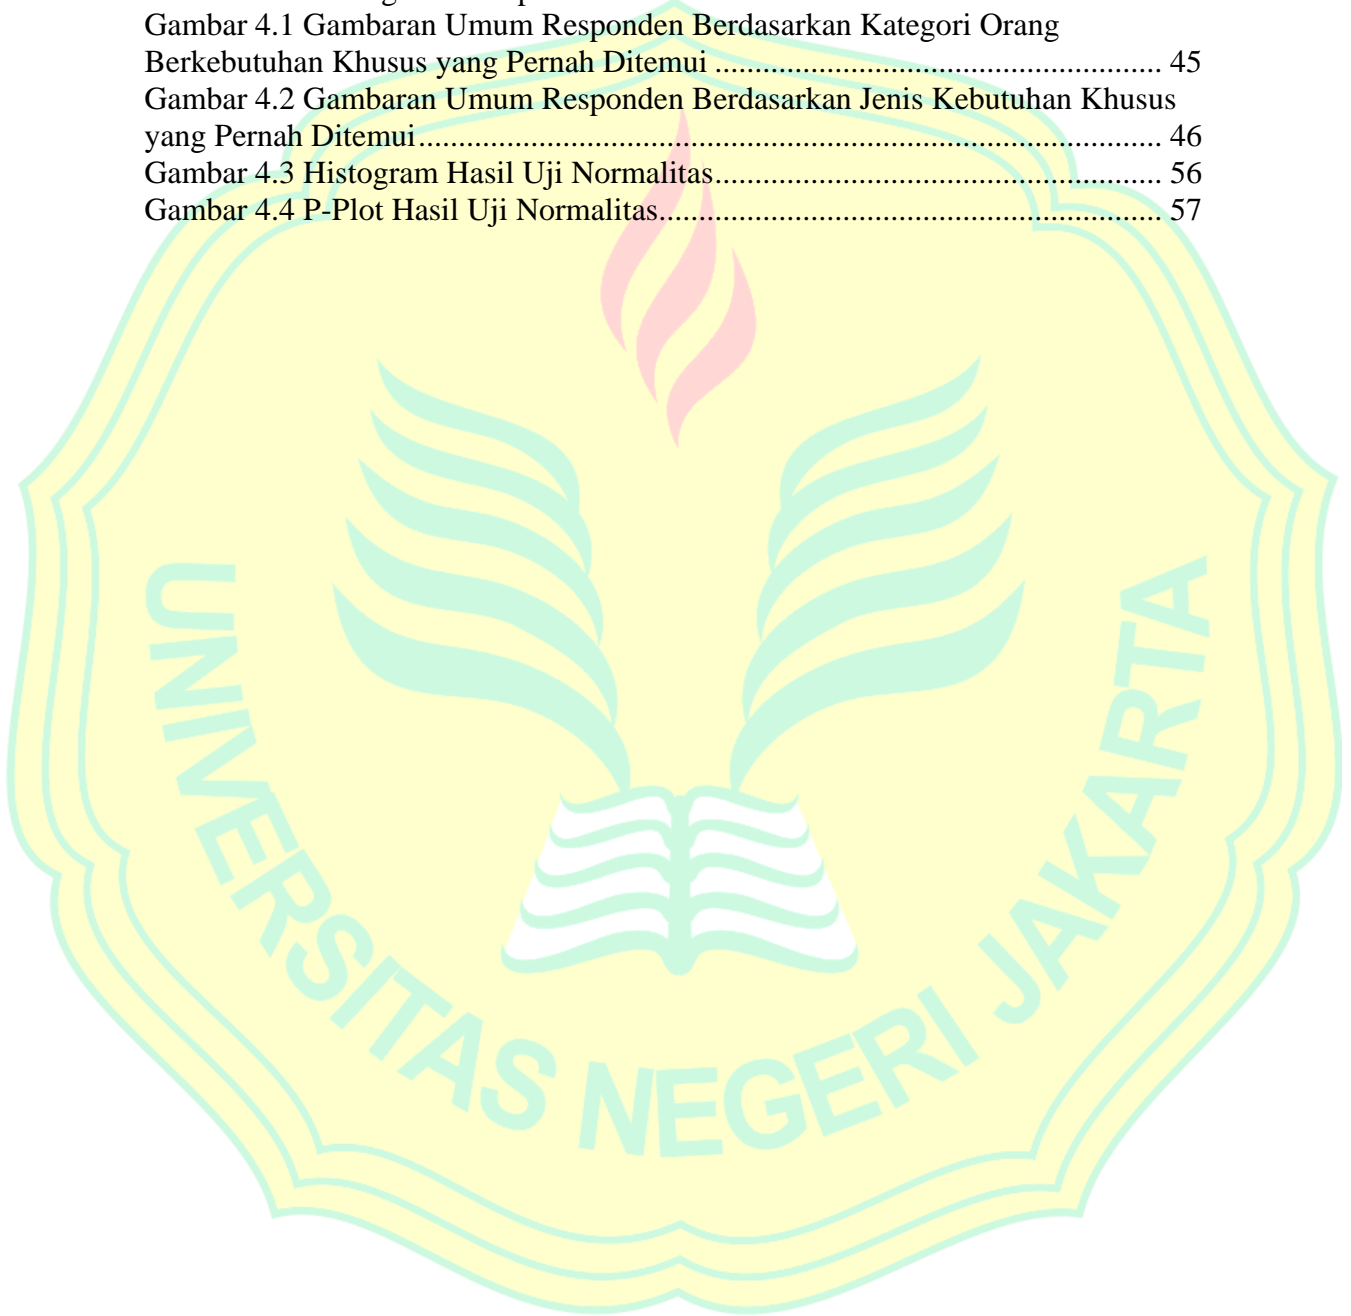 Gambar 4.1 Gambaran Umum Responden Berdasarkan Kategori Orang
Berkebutuhan Khusus yang Pernah Ditemui ....................................................... 45
Gambar 4.2 Gambaran Umum Responden Berdasarkan Jenis Kebutuhan Khusus
yang Pernah Ditemui ............................................................................................. 46
Gambar 4.3 Histogram Hasil Uji Normalitas ........................................................ 56
Gambar 4.4 P-Plot Hasil Uji Normalitas ............................................................... 57
UNIVERSITAS NEGERI JAKARTA